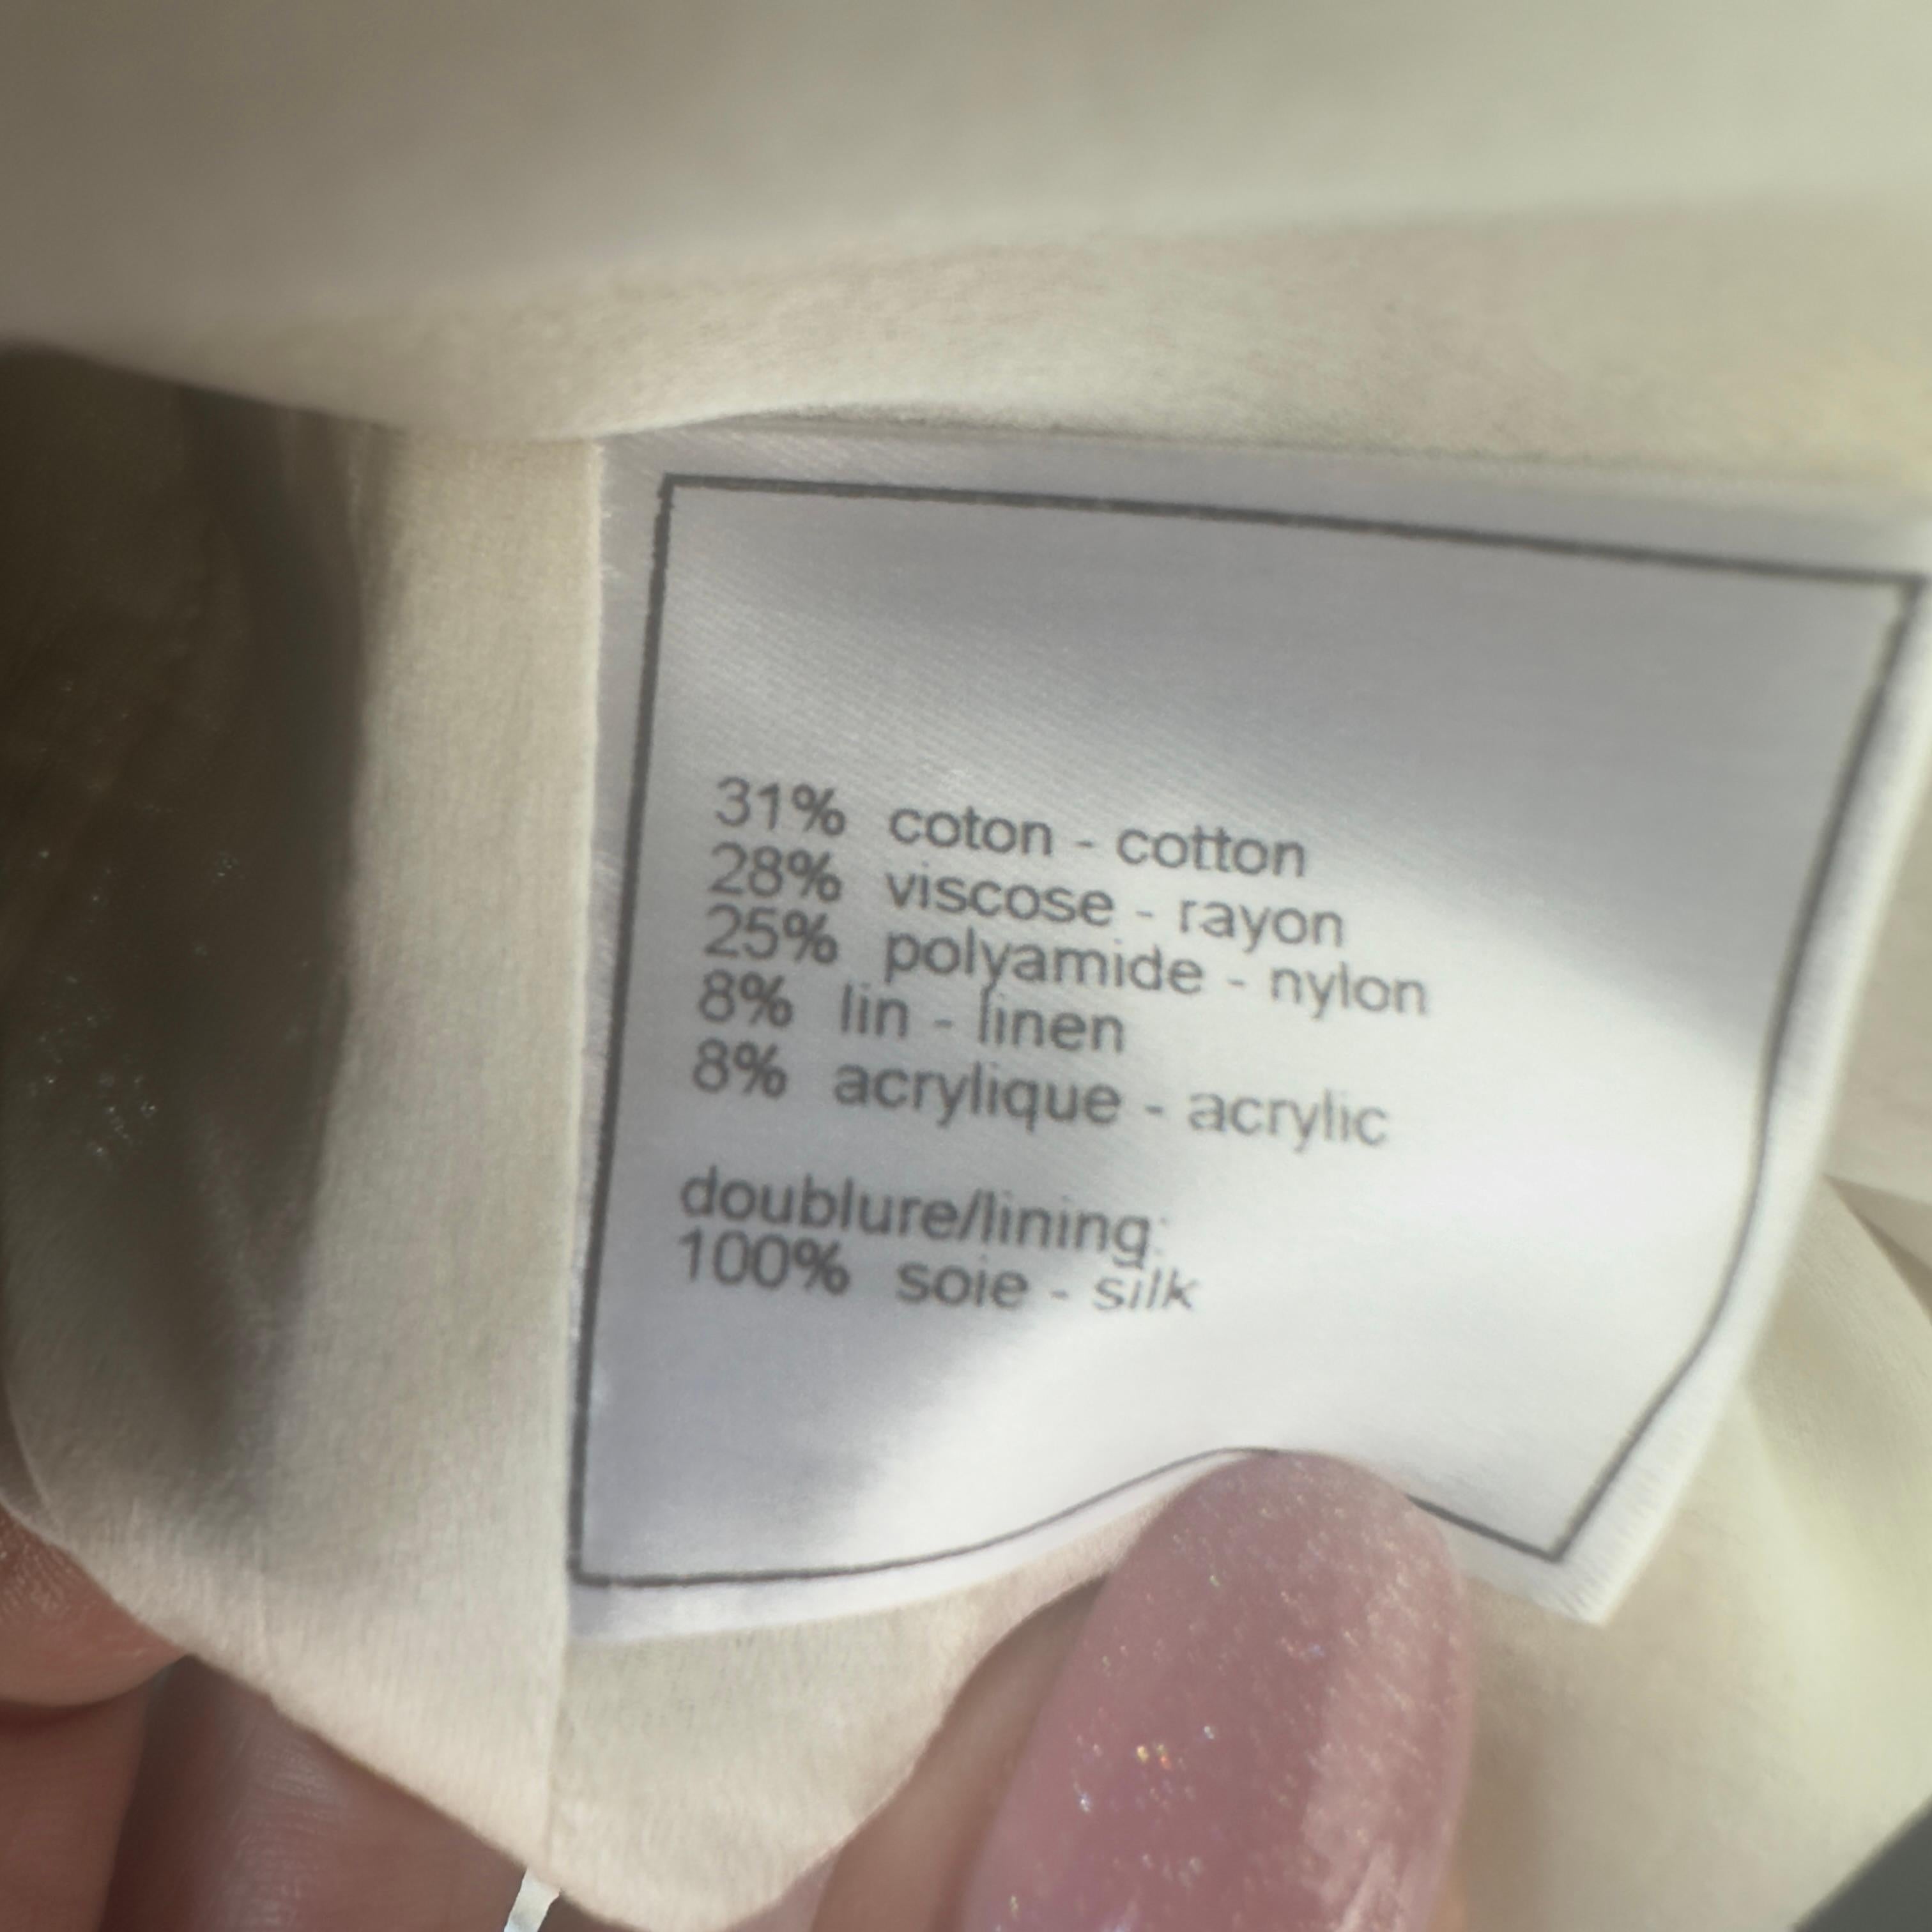 31% coton - cotton
28% viscose - rayon
25% polyamide - nylon
8% lin - linen
8% acrylique - acrylic
doublure/lining:
100% soie - silk